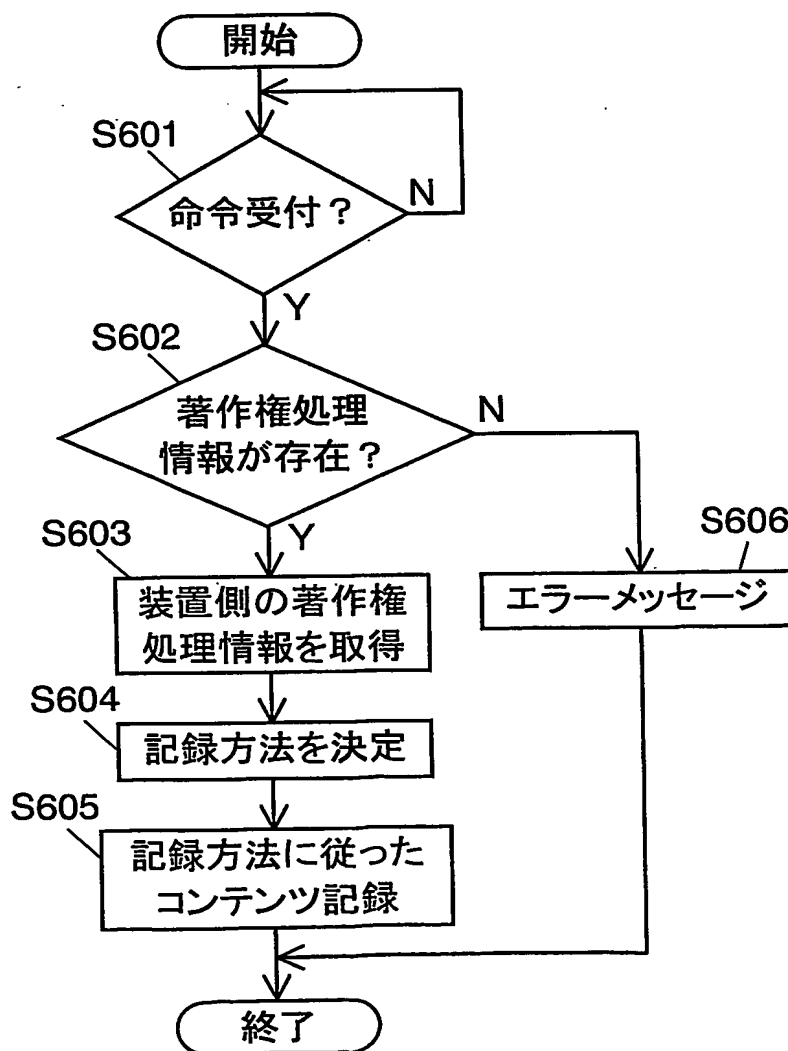 開始
S601
命令受付?
N
Y
S602
著作権処理
情報が存在?
N
Y
S603
装置側の著作権
処理情報を取得
S606
エラーメッセージ
S604
記録方法を決定
S605
記録方法に従った
コンテンツ記録
終了